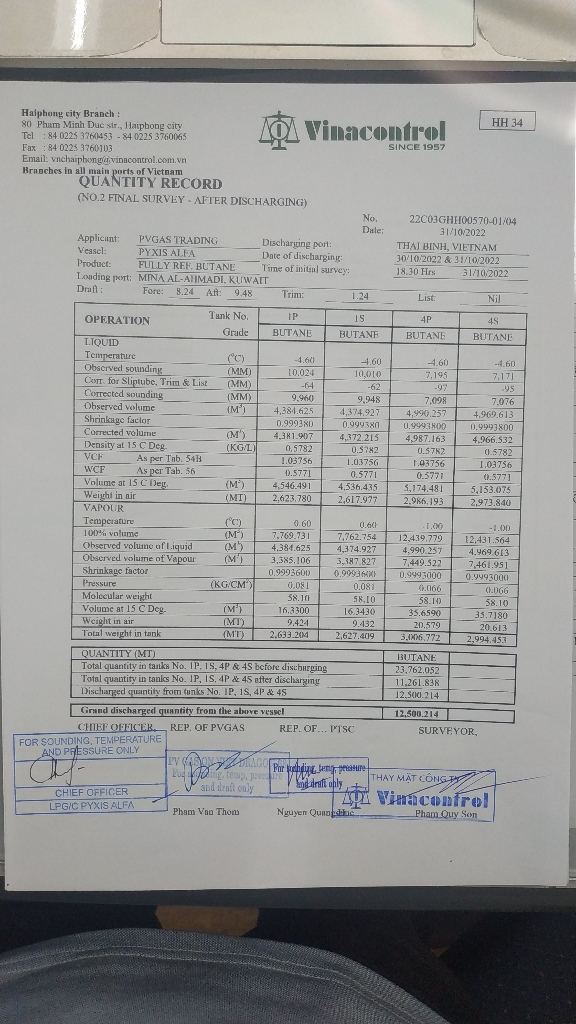 Haiphong city Branch :
80 Pham Minh Duc str., Haiphong city
Tel : 84 0225 3760453 - 84 0225 3760065
Fax : 84 0225 3760103
Email: vnchaiphong@vinacontrol.com.vn
Branches in all main ports of Vietnam
Vinacontrol
SINCE 1957
HH 34
QUANTITY RECORD
(NO.2 FINAL SURVEY - AFTER DISCHARGING)
No. 22C03GHH00570-01/04
Date: 31/10/2022
Applicant: PVGAS TRADING Discharging port: THAI BINH, VIETNAM
Vessel: PYXIS ALFA Date of discharging: 30/10/2022 & 31/10/2022
Product: FULLY REF. BUTANE Time of initial survey: 18.30 Hrs 31/10/2022
Loading port: MINA AL-AHMADI, KUWAIT
Draft : Fore: 8.24 Aft: 9.48 Trim: 1.24 List: Nil
OPERATION Tank No. 1P 1S 4P 4S
Grade BUTANE BUTANE BUTANE BUTANE
LIQUID
Temperature (°C) -4.60 -4.60 -4.60 -4.60
Observed sounding (MM) 10,024 10,010 7,195 7,171
Corr. for Sliptube, Trim & List (MM) -64 -62 -97 -95
Corrected sounding (MM) 9,960 9,948 7,098 7,076
Observed volume (M³) 4,384.625 4,374.927 4,990.257 4,969.613
Shrinkage factor 0.999380 0.999380 0.9993800 0.9993800
Corrected volume (M³) 4,381.907 4,372.215 4,987.163 4,966.532
Density at 15 C Deg. (KG/L) 0.5782 0.5782 0.5782 0.5782
VCF As per Tab. 54B 1.03756 1.03756 1.03756 1.03756
WCF As per Tab. 56 0.5771 0.5771 0.5771 0.5771
Volume at 15 C Deg. (M³) 4,546.491 4,536.435 5,174.481 5,153.075
Weight in air (MT) 2,623.780 2,617.977 2,986.193 2,973.840
VAPOUR
Temperature (°C) 0.60 0.60 -1.00 -1.00
100% volume (M³) 7,769.731 7,762.754 12,439.779 12,431.564
Observed volume of Liquid (M³) 4,384.625 4,374.927 4,990.257 4,969.613
Observed volume of Vapour (M³) 3,385.106 3,387.827 7,449.522 7,461.951
Shrinkage factor 0.9993600 0.9993600 0.9993000 0.9993000
Pressure (KG/CM²) 0.081 0.081 0.066 0.066
Molecular weight 58.10 58.10 58.10 58.10
Volume at 15 C Deg. (M³) 16.3300 16.3430 35.6590 35.7180
Weight in air (MT) 9.424 9.432 20.579 20.613
Total weight in tank (MT) 2,633.204 2,627.409 3,006.772 2,994.453
QUANTITY (MT) BUTANE
Total quantity in tanks No. 1P, 1S, 4P & 4S before discharging 23,762.052
Total quantity in tanks No. 1P, 1S, 4P & 4S after discharging 11,261.838
Discharged quantity from tanks No. 1P, 1S, 4P & 4S 12,500.214
Grand discharged quantity from the above vessel 12,500.214
CHIEF OFFICER, REP. OF PVGAS REP. OF... PTSC SURVEYOR,
FOR SOUNDING, TEMPERATURE
AND PRESSURE ONLY
CHIEF OFFICER
LPG/C PYXIS ALFA
For sounding, temp, pressure
and draft only
For sounding, temp, pressure
and draft only
THAY MẶT CÔNG TY
Vinacontrol
Pham Van Thom Nguyen Quang Pham Quy Son